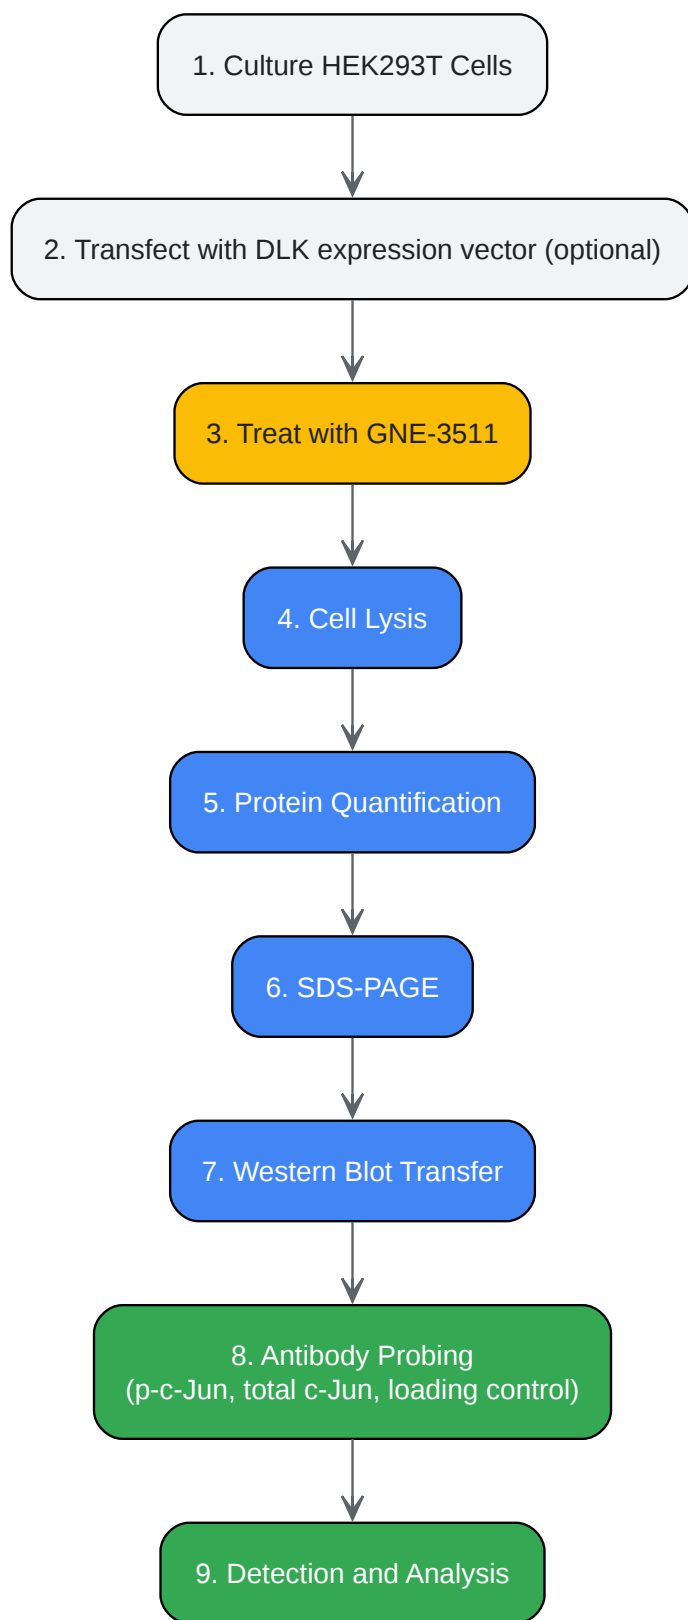 1. Culture HEK293T Cells
2. Transfect with DLK expression vector (optional)
3. Treat with GNE-3511
4. Cell Lysis
5. Protein Quantification
6. SDS-PAGE
7. Western Blot Transfer
8. Antibody Probing
(p-c-Jun, total c-Jun, loading control)
9. Detection and Analysis